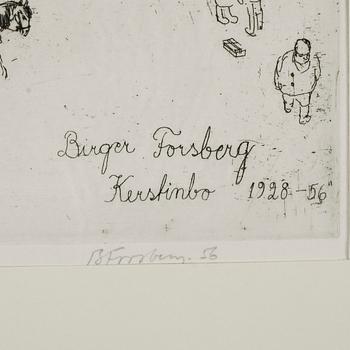 Birger Forsberg
Kerstinbo 1928-56"
B Forsberg. 56